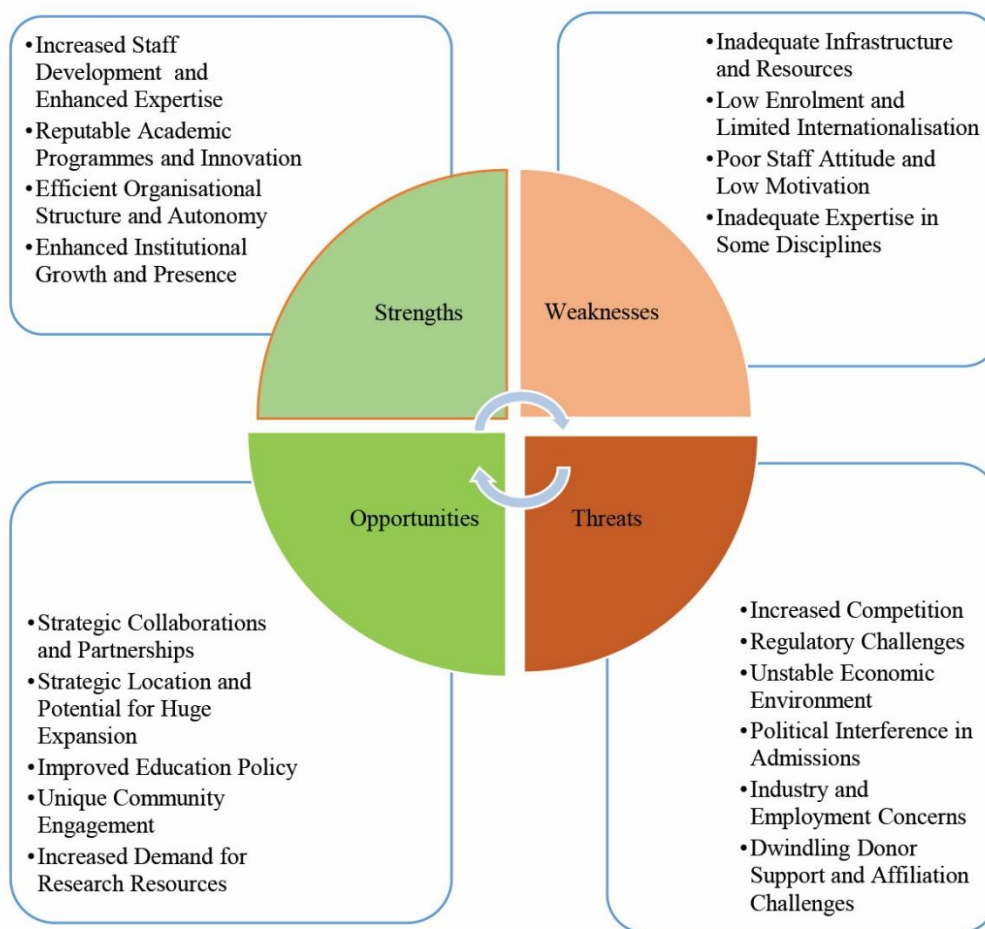 •Increased Staff
Development and
Enhanced Expertise
•Reputable Academic
Programmes and Innovation
•Efficient Organisational
Structure and Autonomy
•Enhanced Institutional
Growth and Presence
•Inadequate Infrastructure
and Resources
•Low Enrolment and
Limited Internationalisation
•Poor Staff Attitude and
Low Motivation
•Inadequate Expertise in
Some Disciplines
Strengths
Weaknesses
Opportunities
Threats
•Strategic Collaborations
and Partnerships
•Strategic Location and
Potential for Huge
Expansion
•Improved Education Policy
•Unique Community
Engagement
•Increased Demand for
Research Resources
•Increased Competition
•Regulatory Challenges
•Unstable Economic
Environment
•Political Interference in
Admissions
•Industry and
Employment Concerns
•Dwindling Donor
Support and Affiliation
Challenges